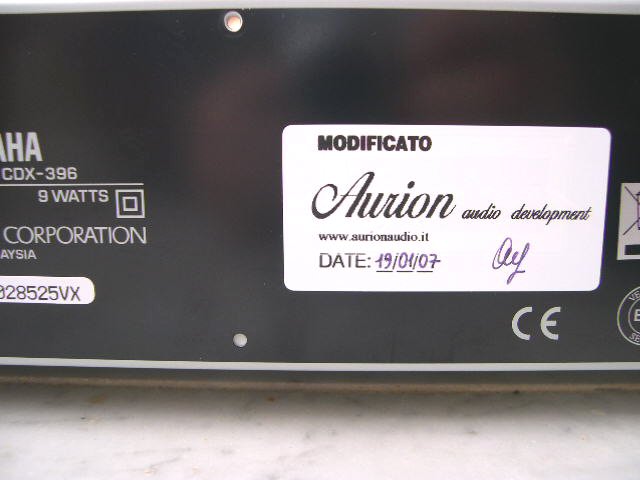 AHA
CDX-396
9 WATTS
CORPORATION
AYSIA
028525VX
MODIFICATO
Aurion audio development
www.aurionaudio.it
DATE: 19/01/07
CE